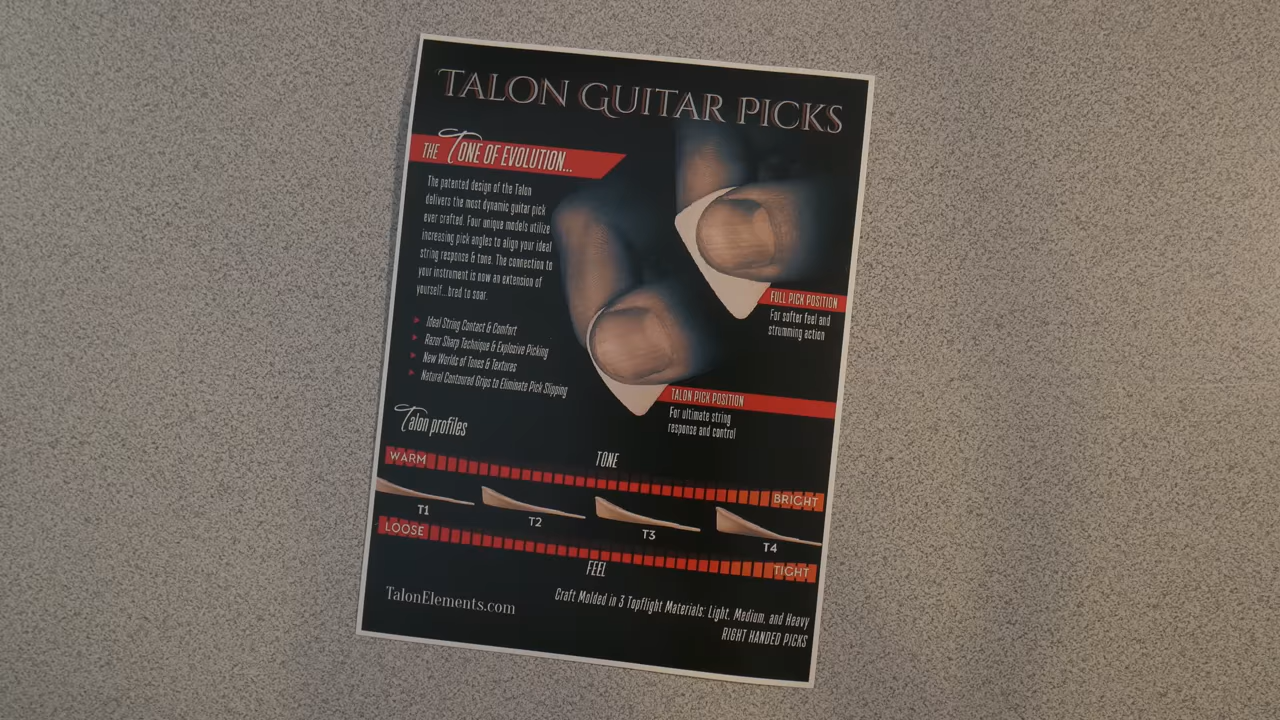 TALON GUITAR PICKS
THE TONE OF EVOLUTION...
The patented design of the Talon
delivers the most dynamic guitar pick
ever crafted. Four unique models utilize
increasing pick angles to align your ideal
string response & tone. The connection to
your instrument is now an extension of
yourself...bred to soar.
Ideal String Contact & Comfort
Razor Sharp Technique & Explosive Picking
New Worlds of Tones & Textures
Natural Contoured Grips to Eliminate Pick Slipping
FULL PICK POSITION
For softer feel and
strumming action
TALON PICK POSITION
For ultimate string
response and control
Talon profiles
TONE
WARM
BRIGHT
T1
T2
T3
T4
LOOSE
TIGHT
FEEL
TalonElements.com
Craft Molded in 3 Topflight Materials: Light, Medium, and Heavy
RIGHT HANDED PICKS